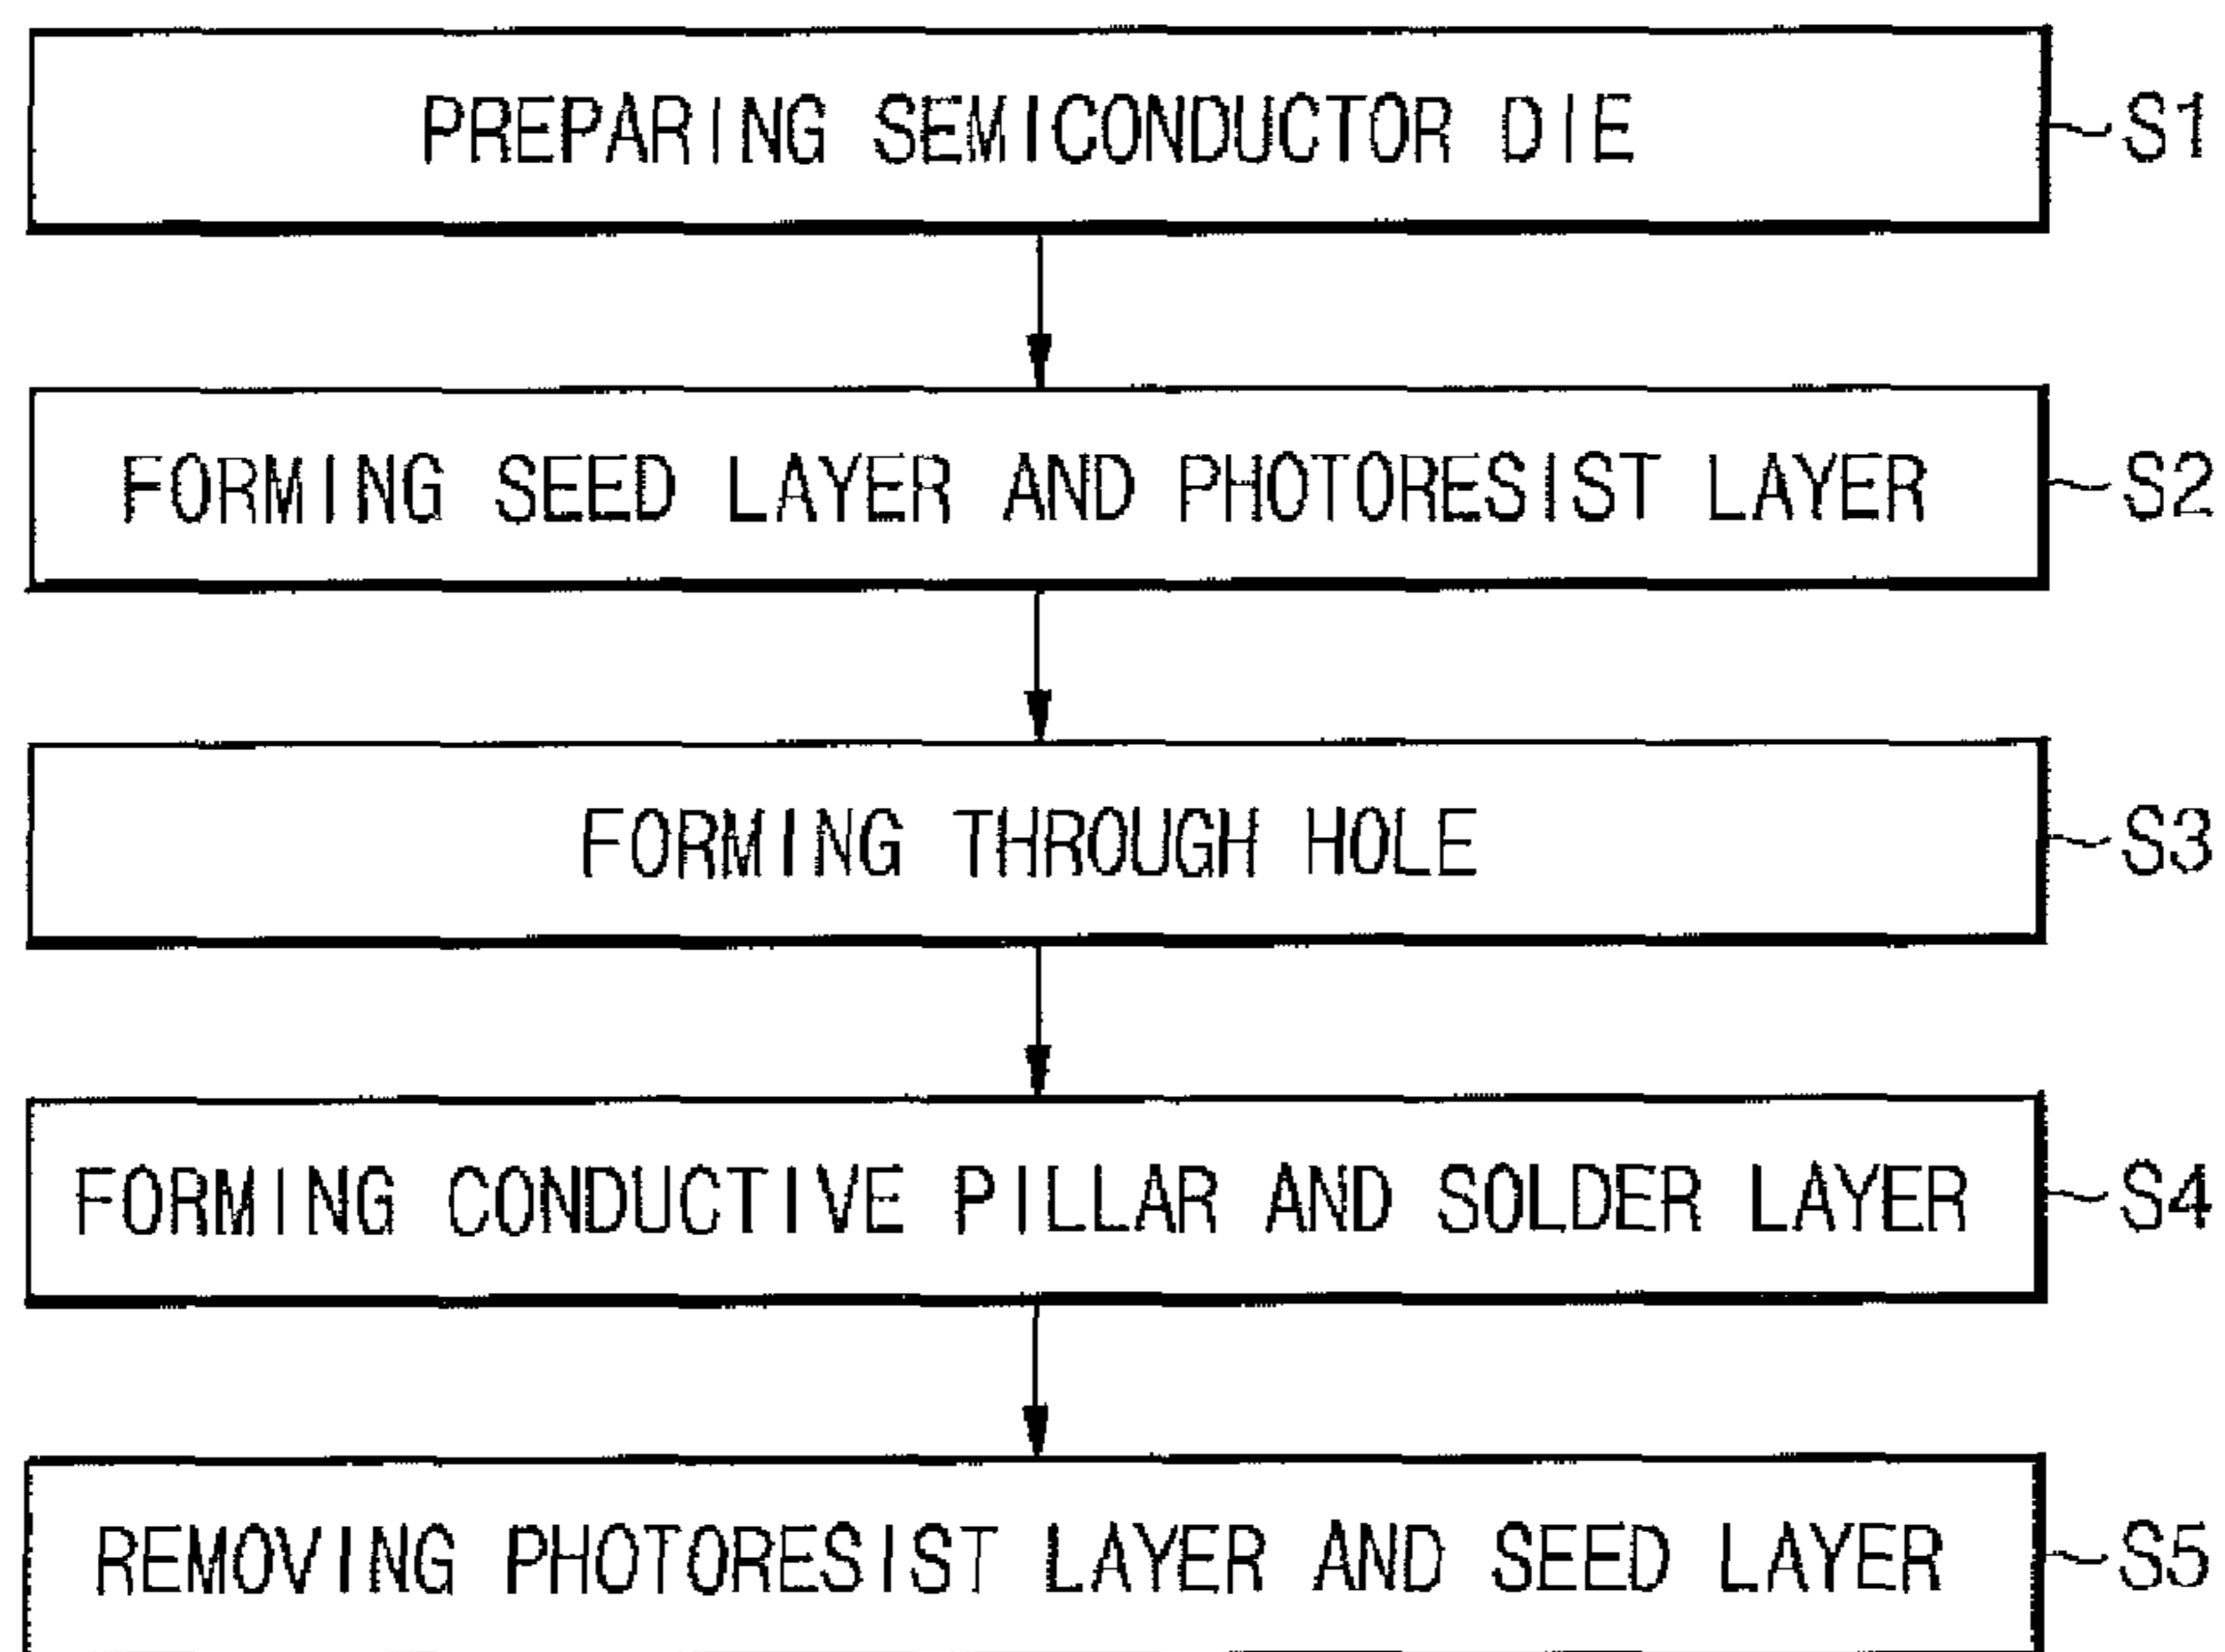 PREPARING SEMICONDUCTOR DIE
S1
FORMING SEED LAYER AND PHOTORESIST LAYER
S2
FORMING THROUGH HOLE
S3
FORMING CONDUCTIVE PILLAR AND SOLDER LAYER
S4
REMOVING PHOTORESIST LAYER AND SEED LAYER
S5